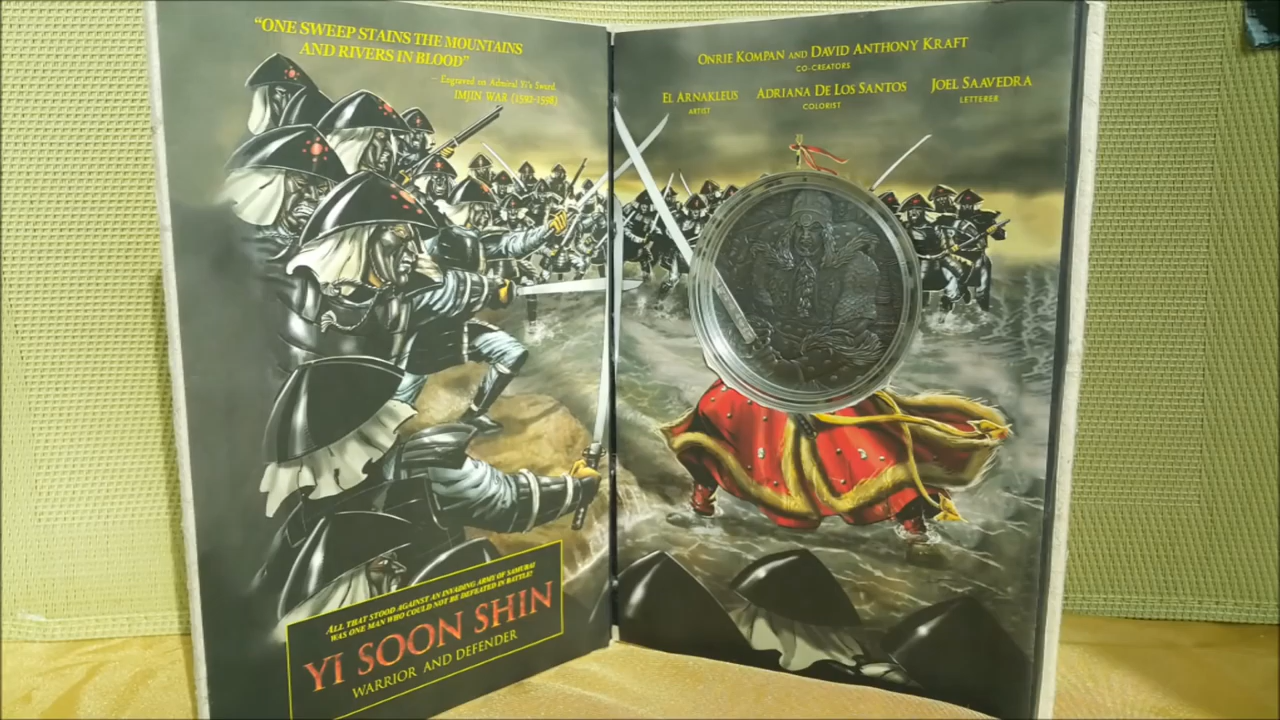 “ONE SWEEP STAINS THE MOUNTAINS
AND RIVERS IN BLOOD”
– Engraved on Admiral Yi's Sword,
IMJIN WAR (1592-1598)
ALL THAT STOOD AGAINST AN INVADING ARMY OF SAMURAI
WAS ONE MAN WHO COULD NOT BE DEFEATED IN BATTLE!
YI SOON SHIN
WARRIOR AND DEFENDER
ONRIE KOMPAN AND DAVID ANTHONY KRAFT
CO-CREATORS
EL ARNAKLEUS
ARTIST
ADRIANA DE LOS SANTOS
COLORIST
JOEL SAAVEDRA
LETTERER